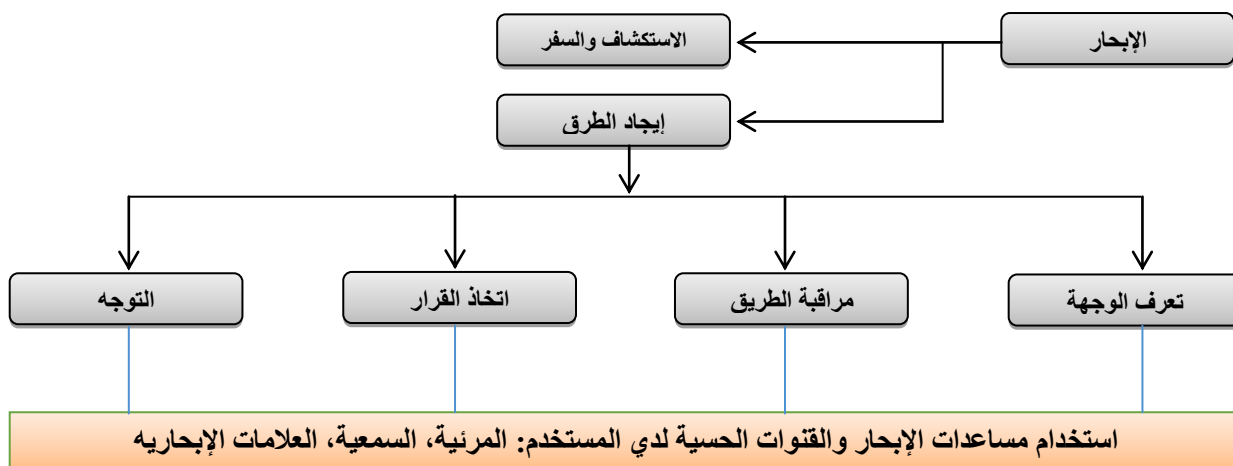 الإبحار
الاستكشاف والسفر
إيجاد الطرق
تعرف الوجهة
مراقبة الطريق
اتخاذ القرار
التوجه
استخدام مساعدات الإبحار والقنوات الحسية لدي المستخدم: المرئية، السمعية، العلامات الإبحاريه